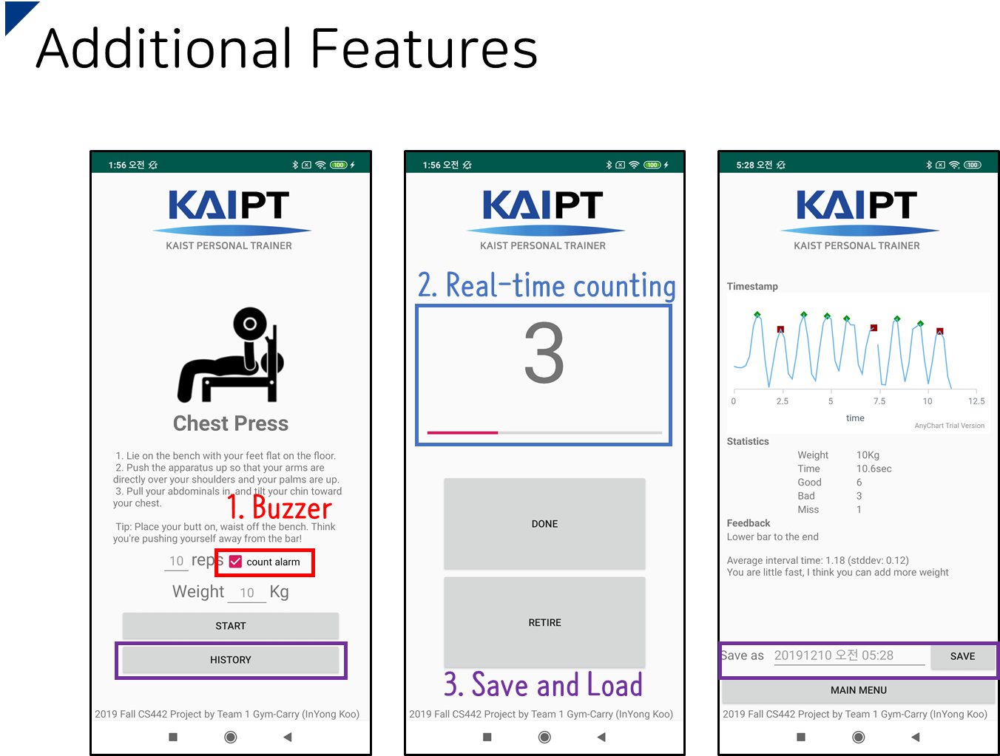 Additional Features
1:56 오전
100
KAIPT
KAIST PERSONAL TRAINER
Chest Press
1. Lie on the bench with your feet flat on the floor.
2. Push the apparatus up so that your arms are
directly over your shoulders and your palms are up.
3. Pull your abdominals in, and tilt your chin toward
your chest.
1. Buzzer
Tip: Place your butt on, waist off the bench. Think
you're pushing yourself away from the bar!
10 reps count alarm
Weight 10 Kg
START
HISTORY
2019 Fall CS442 Project by Team 1 Gym-Carry (InYong Koo)
1:56 오전
100
KAIPT
KAIST PERSONAL TRAINER
2. Real-time counting
3
DONE
RETIRE
3. Save and Load
2019 Fall CS442 Project by Team 1 Gym-Carry (InYong Koo)
5:28 오전
100
KAIPT
KAIST PERSONAL TRAINER
Timestamp
0 2.5 5 7.5 10 12.5
time
AnyChart Trial Version
Statistics
Weight 10Kg
Time 10.6sec
Good 6
Bad 3
Miss 1
Feedback
Lower bar to the end
Average interval time: 1.18 (stddev: 0.12)
You are little fast, I think you can add more weight
Save as 20191210 오전 05:28 SAVE
MAIN MENU
2019 Fall CS442 Project by Team 1 Gym-Carry (InYong Koo)